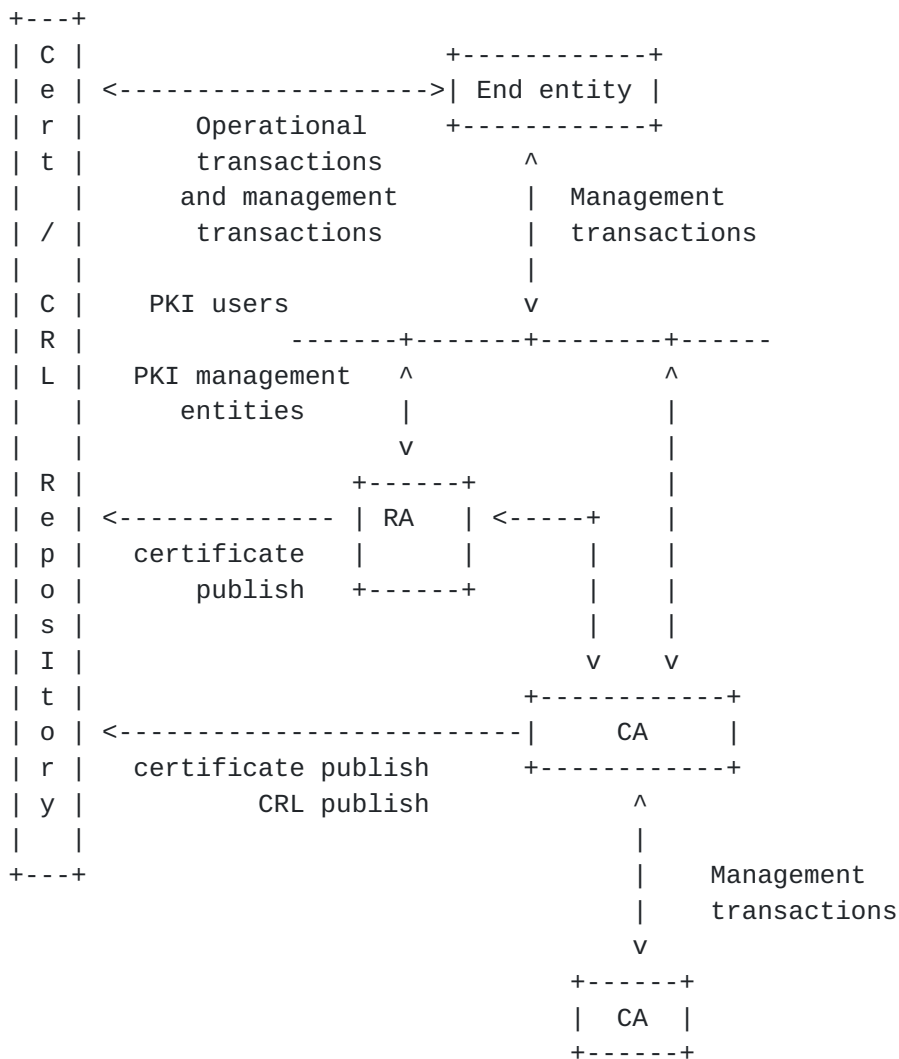 +---+
| C |                       +------------+
| e | <-------------------->| End entity |
| r |       Operational     +------------+
| t |       transactions         ^
|   |      and management        |  Management
| / |       transactions         |  transactions
|   |                            |
| C |    PKI users               v
| R |             -------+-------+--------+------
| L |   PKI management   ^                ^
|   |      entities      |                |
|   |                    v                |
| R |                 +------+            |
| e | <-------------- | RA   | <-----+    |
| p |   certificate   |      |       |    |
| o |       publish   +------+       |    |
| s |                                |    |
| I |                                v    v
| t |                            +------------+
| o | <--------------------------|     CA     |
| r |   certificate publish      +------------+
| y |           CRL publish             ^
|   |                                   |
+---+                                   |    Management
                                        |    transactions
                                        v
                                    +------+
                                    |  CA  |
                                    +------+